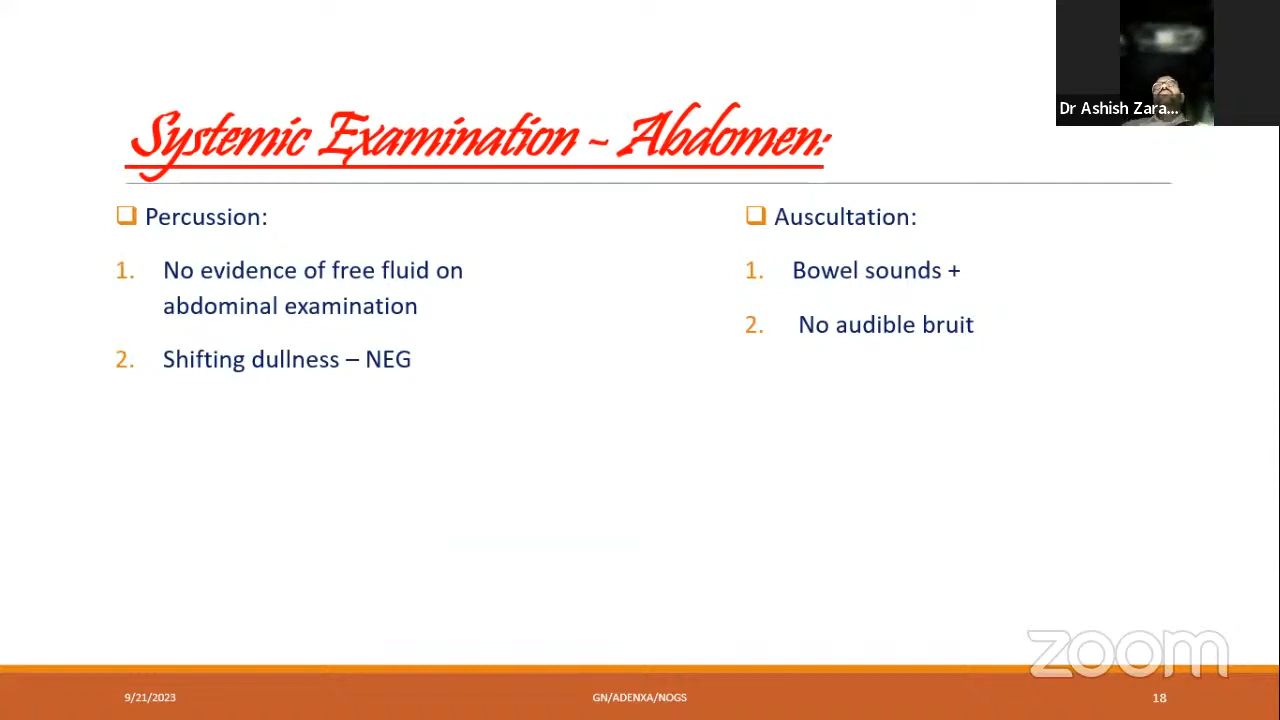 Dr Ashish Zara...
Systemic Examination - Abdomen:
Percussion:
1. No evidence of free fluid on
abdominal examination
2. Shifting dullness – NEG
Auscultation:
1. Bowel sounds +
2. No audible bruit
zoom
9/21/2023
GN/ADENXA/NOGS
18